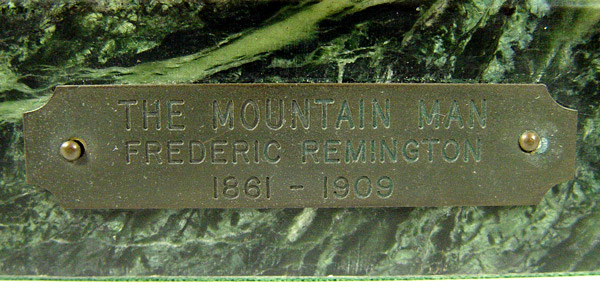 THE MOUNTAIN MAN
FREDERIC REMINGTON
1861 - 1909